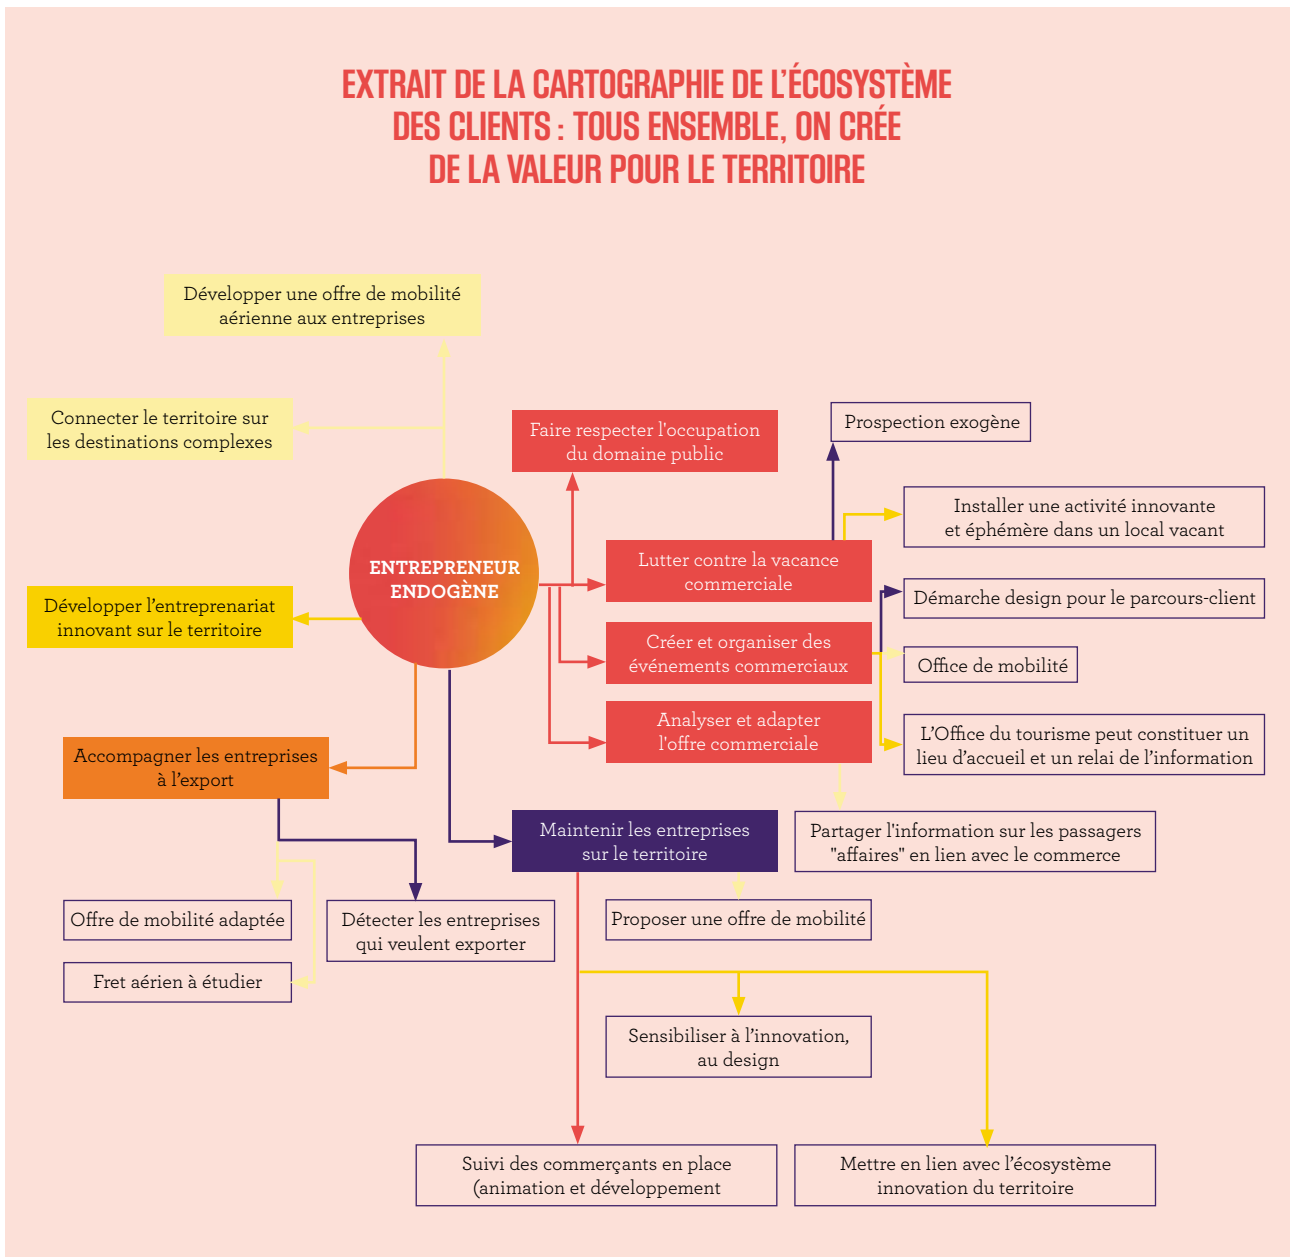 EXTRAIT DE LA CARTOGRAPHIE DE L'ÉCOSYSTÈME
DES CLIENTS : TOUS ENSEMBLE, ON CRÉE
DE LA VALEUR POUR LE TERRITOIRE
Développer une offre de mobilité
aérienne aux entreprises
Connecter le territoire sur
les destinations complexes
Faire respecter l'occupation
du domaine public
Prospection exogène
Installer une activité innovante
et éphémère dans un local vacant
ENTREPRENEUR
ENDOGÈNE
Lutter contre la vacance
commerciale
Développer l'entreprenariat
innovant sur le territoire
Démarche design pour le parcours-client
Créer et organiser des
événements commerciaux
Office de mobilité
Analyser et adapter
l'offre commerciale
L'Office du tourisme peut constituer un
lieu d'accueil et un relai de l'information
Accompagner les entreprises
à l'export
Maintenir les entreprises
sur le territoire
Partager l'information sur les passagers
"affaires" en lien avec le commerce
Offre de mobilité adaptée
Détecter les entreprises
qui veulent exporter
Proposer une offre de mobilité
Fret aérien à étudier
Sensibiliser à l'innovation,
au design
Suivi des commerçants en place
(animation et développement
Mettre en lien avec l'écosystème
innovation du territoire